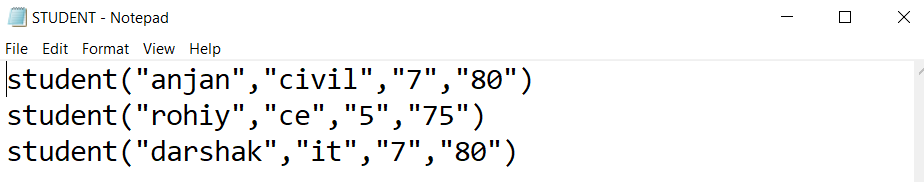 STUDENT - Notepad
File Edit Format View Help
student("anjan","civil","7","80")
student("rohiy","ce","5","75")
student("darshak","it","7","80")